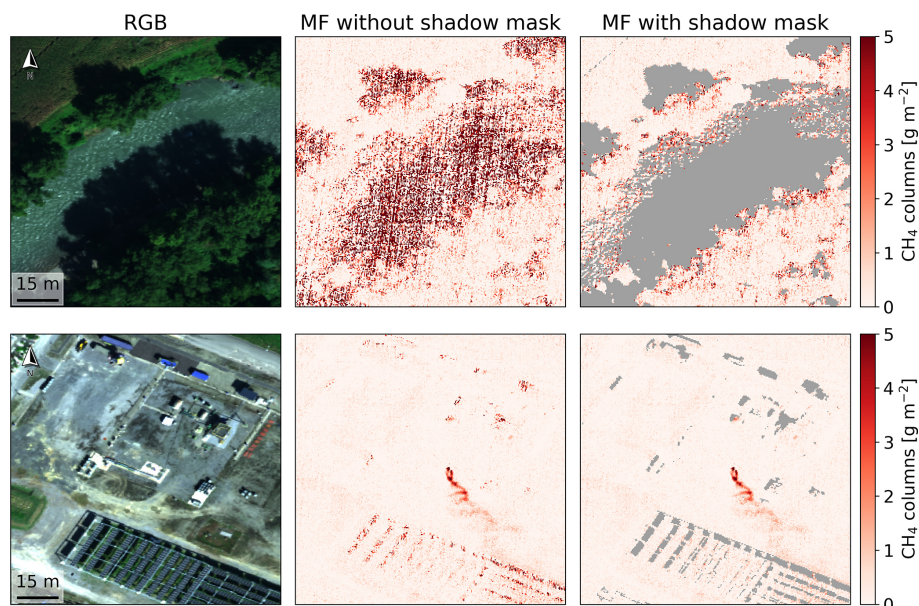 RGB
MF without shadow mask
MF with shadow mask
N
15 m
5
4
3
2
1
0
CH₄ columns [g m⁻²]
N
15 m
5
4
3
2
1
0
CH₄ columns [g m⁻²]